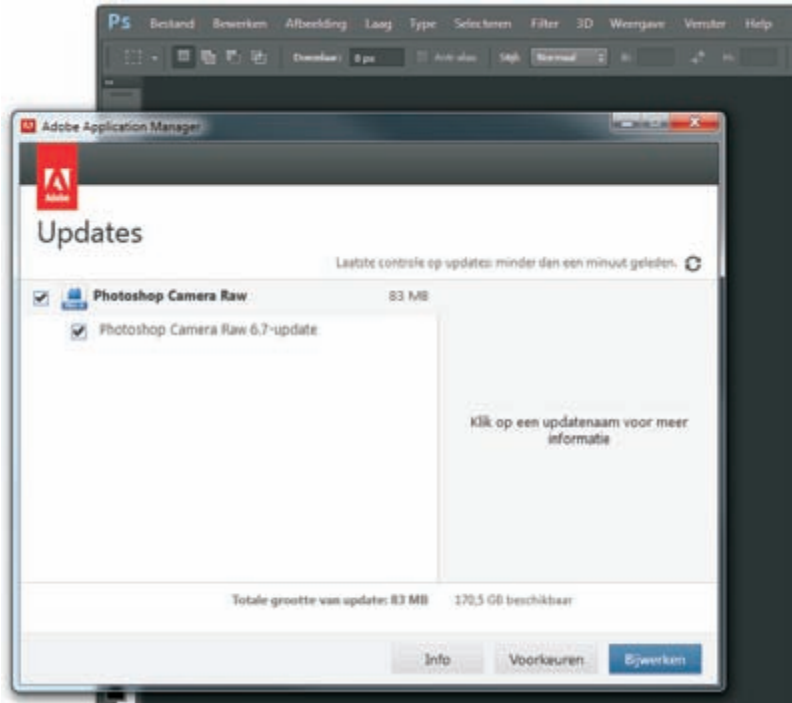 Ps Bestand Bewerken Afbeelding Laag Type Selecteren Filter 3D Weergave Venster Help
Doezelaar: 0 px Anti-alias Stijl: Normaal B: H:
Adobe Application Manager
Adobe
Updates
Laatste controle op updates: minder dan een minuut geleden.
Photoshop Camera Raw 83 MB
Photoshop Camera Raw 6.7-update
Klik op een updatenaam voor meer
informatie
Totale grootte van update: 83 MB 170,5 GB beschikbaar
Info Voorkeuren Bijwerken